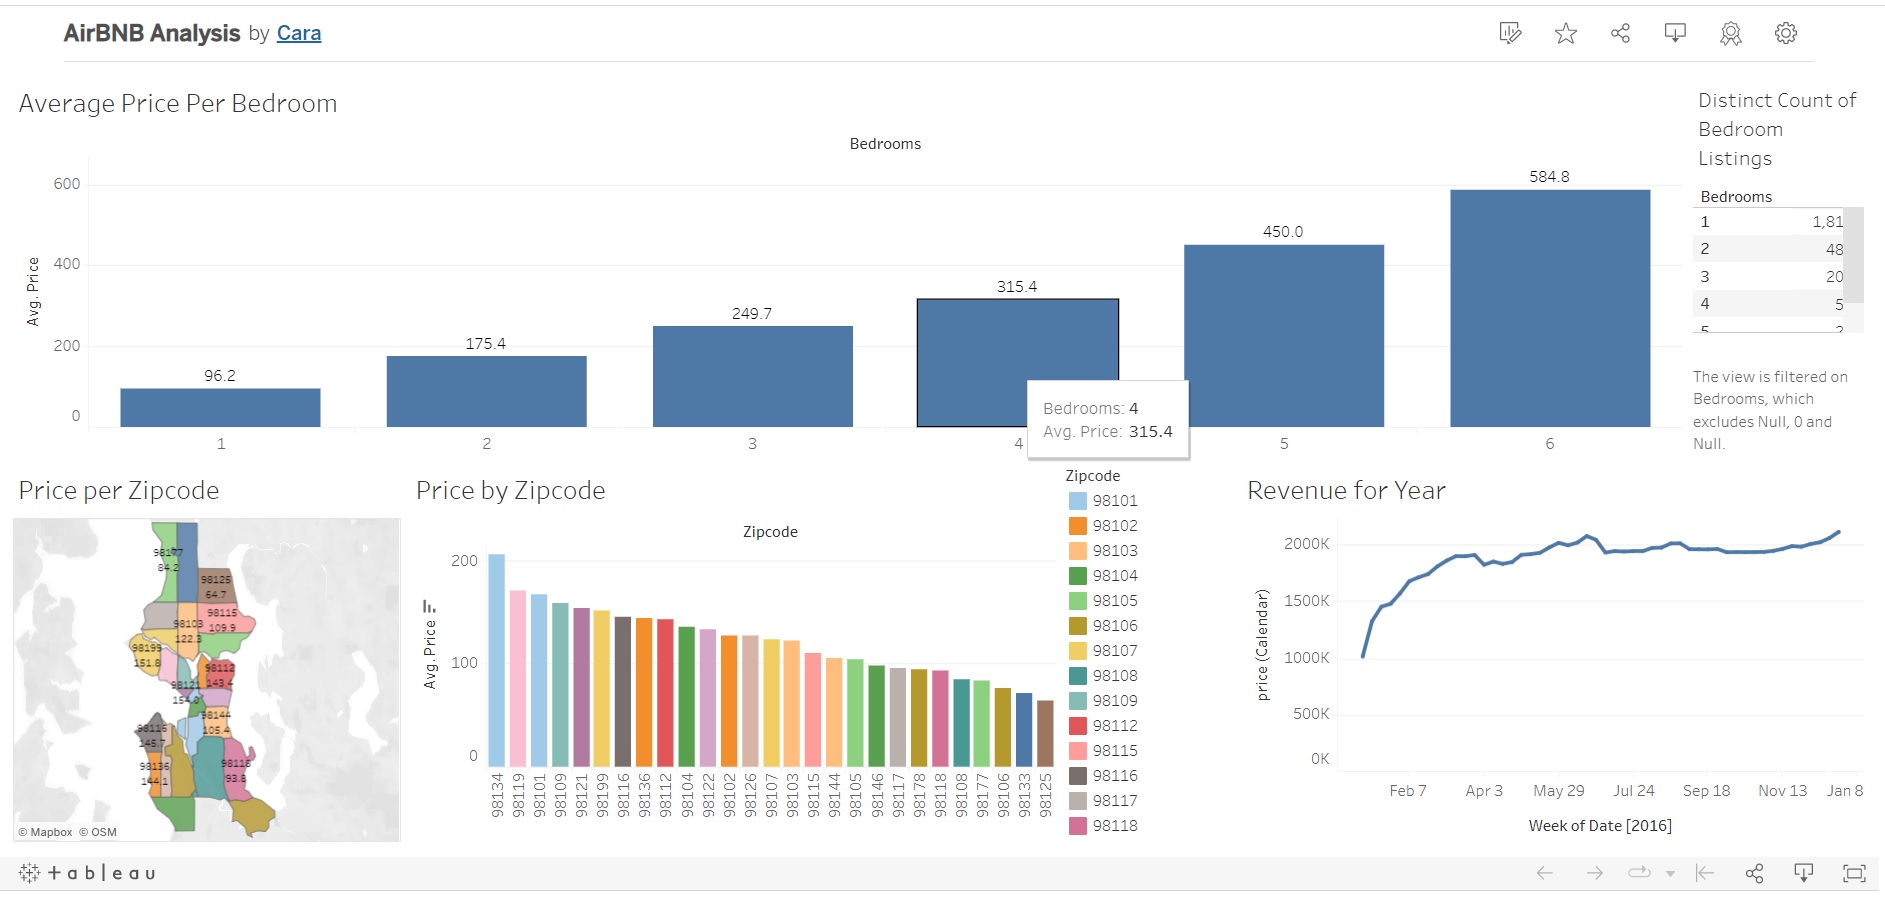 AirBNB Analysis by Cara
Average Price Per Bedroom
Bedrooms
Avg. Price
600
400
200
0
96.2
175.4
249.7
315.4
450.0
584.8
1
2
3
4
5
6
Bedrooms: 4
Avg. Price: 315.4
Distinct Count of
Bedroom
Listings
Bedrooms
1 1,81
2 48
3 20
4 5
The view is filtered on
Bedrooms, which
excludes Null, 0 and
Null.
Price per Zipcode
98177
84.2
98125
64.7
98115
109.9
98103
122.3
98199
151.8
98112
143.4
98121
154.0
98144
105.4
98116
145.7
98136
144.1
98118
93.8
© Mapbox © OSM
Price by Zipcode
Zipcode
Avg. Price
200
100
0
98134
98119
98101
98109
98121
98199
98116
98136
98112
98104
98122
98102
98126
98107
98103
98115
98144
98105
98146
98117
98178
98118
98108
98177
98106
98133
98125
Zipcode
98101
98102
98103
98104
98105
98106
98107
98108
98109
98112
98115
98116
98117
98118
Revenue for Year
price (Calendar)
2000K
1500K
1000K
500K
0K
Feb 7
Apr 3
May 29
Jul 24
Sep 18
Nov 13
Jan 8
Week of Date [2016]
+ableau